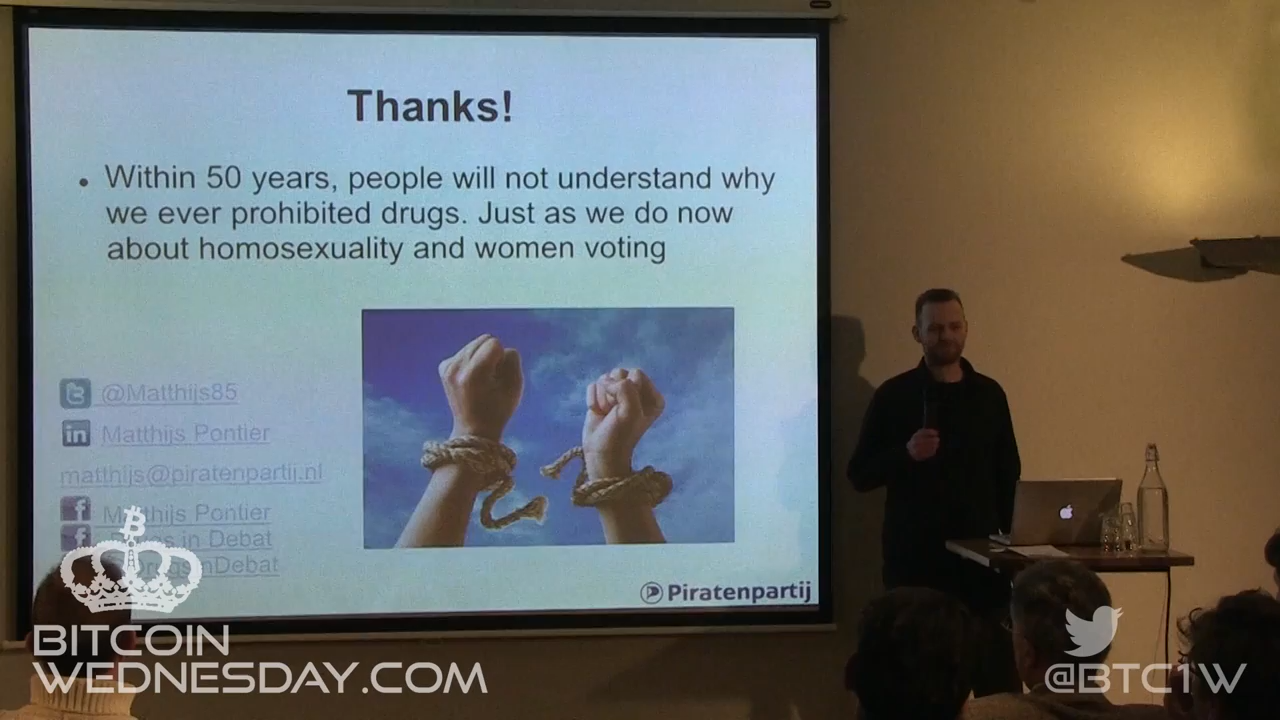 Thanks!
• Within 50 years, people will not understand why
we ever prohibited drugs. Just as we do now
about homosexuality and women voting
@Matthijs85
in Matthijs Pontier
matthijs@piratenpartij.nl
Matthijs Pontier
in Debat
Piratenpartij
BITCOIN
WEDNESDAY.COM
@BTC1W